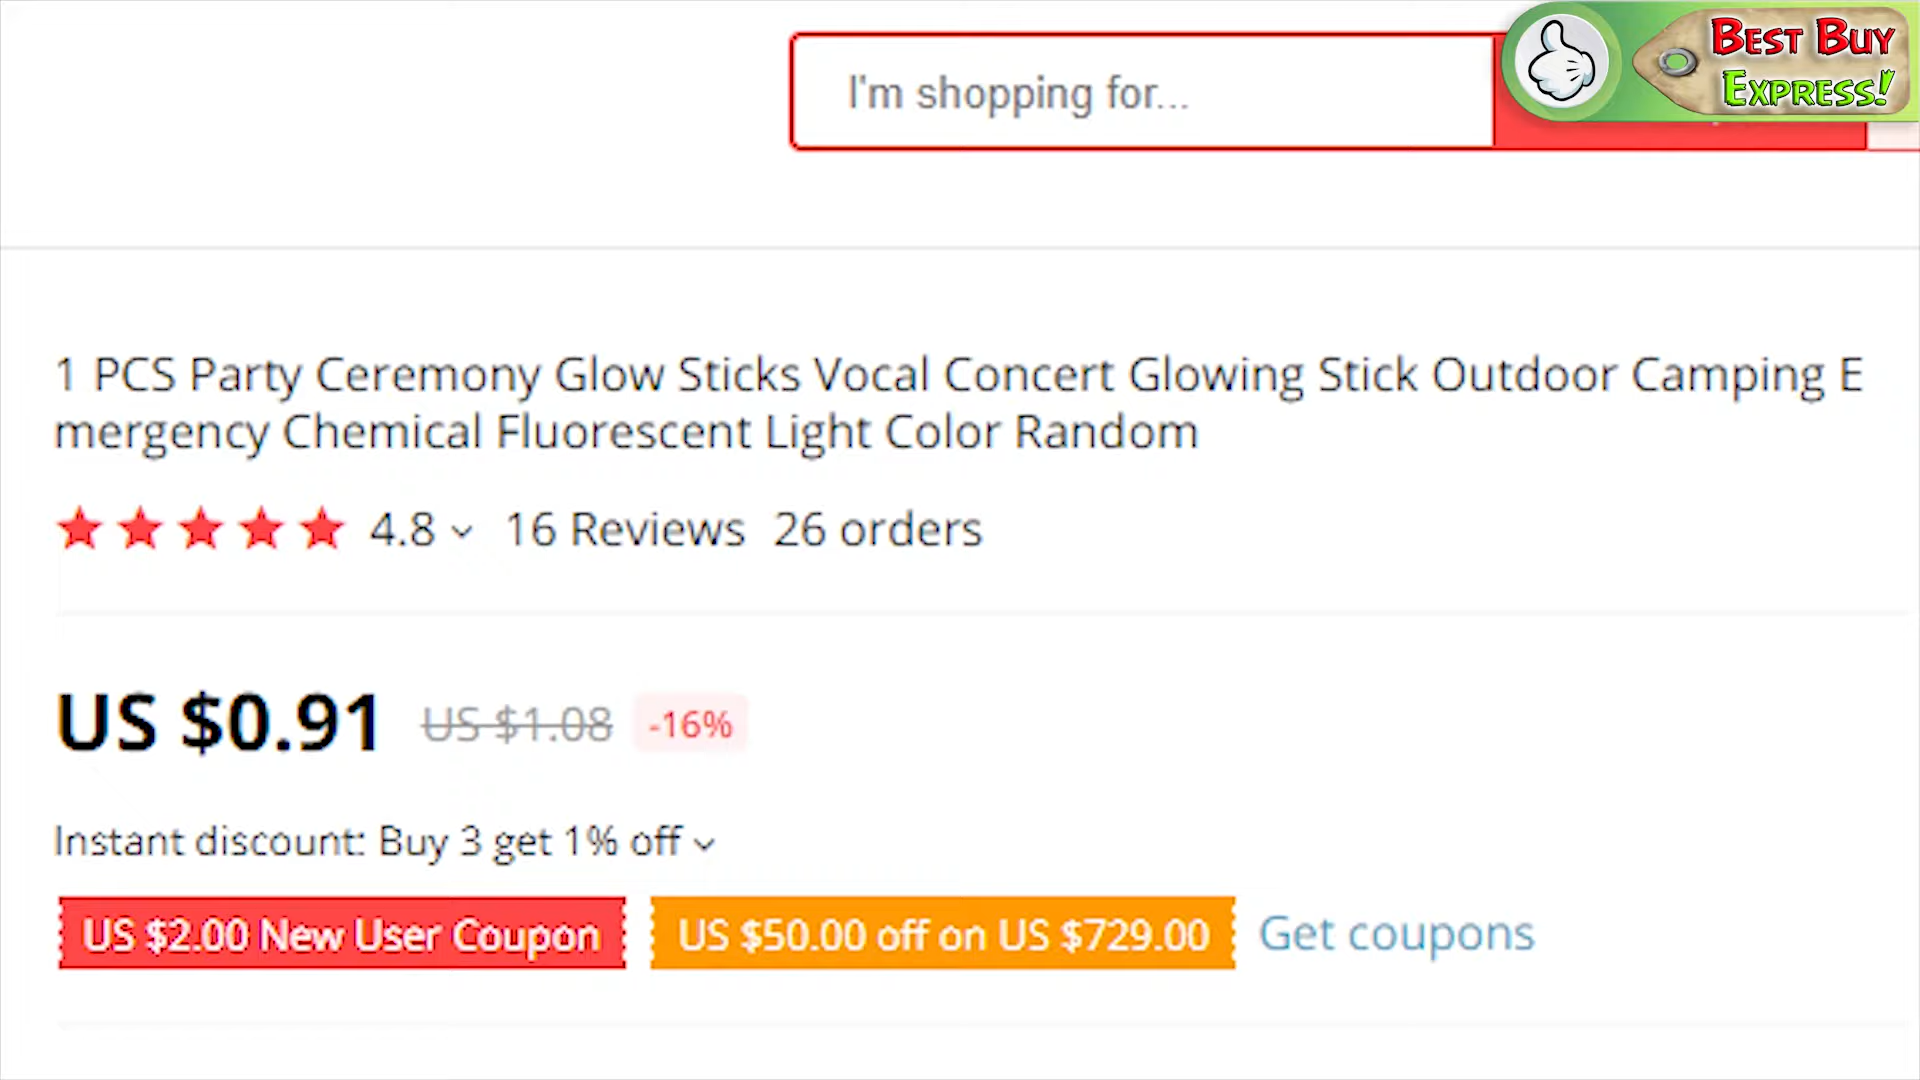 I'm shopping for...
BEST BUY
EXPRESS!
1 PCS Party Ceremony Glow Sticks Vocal Concert Glowing Stick Outdoor Camping E
mergency Chemical Fluorescent Light Color Random
4.8 16 Reviews 26 orders
US $0.91 US $1.08 -16%
Instant discount: Buy 3 get 1% off
US $2.00 New User Coupon US $50.00 off on US $729.00 Get coupons